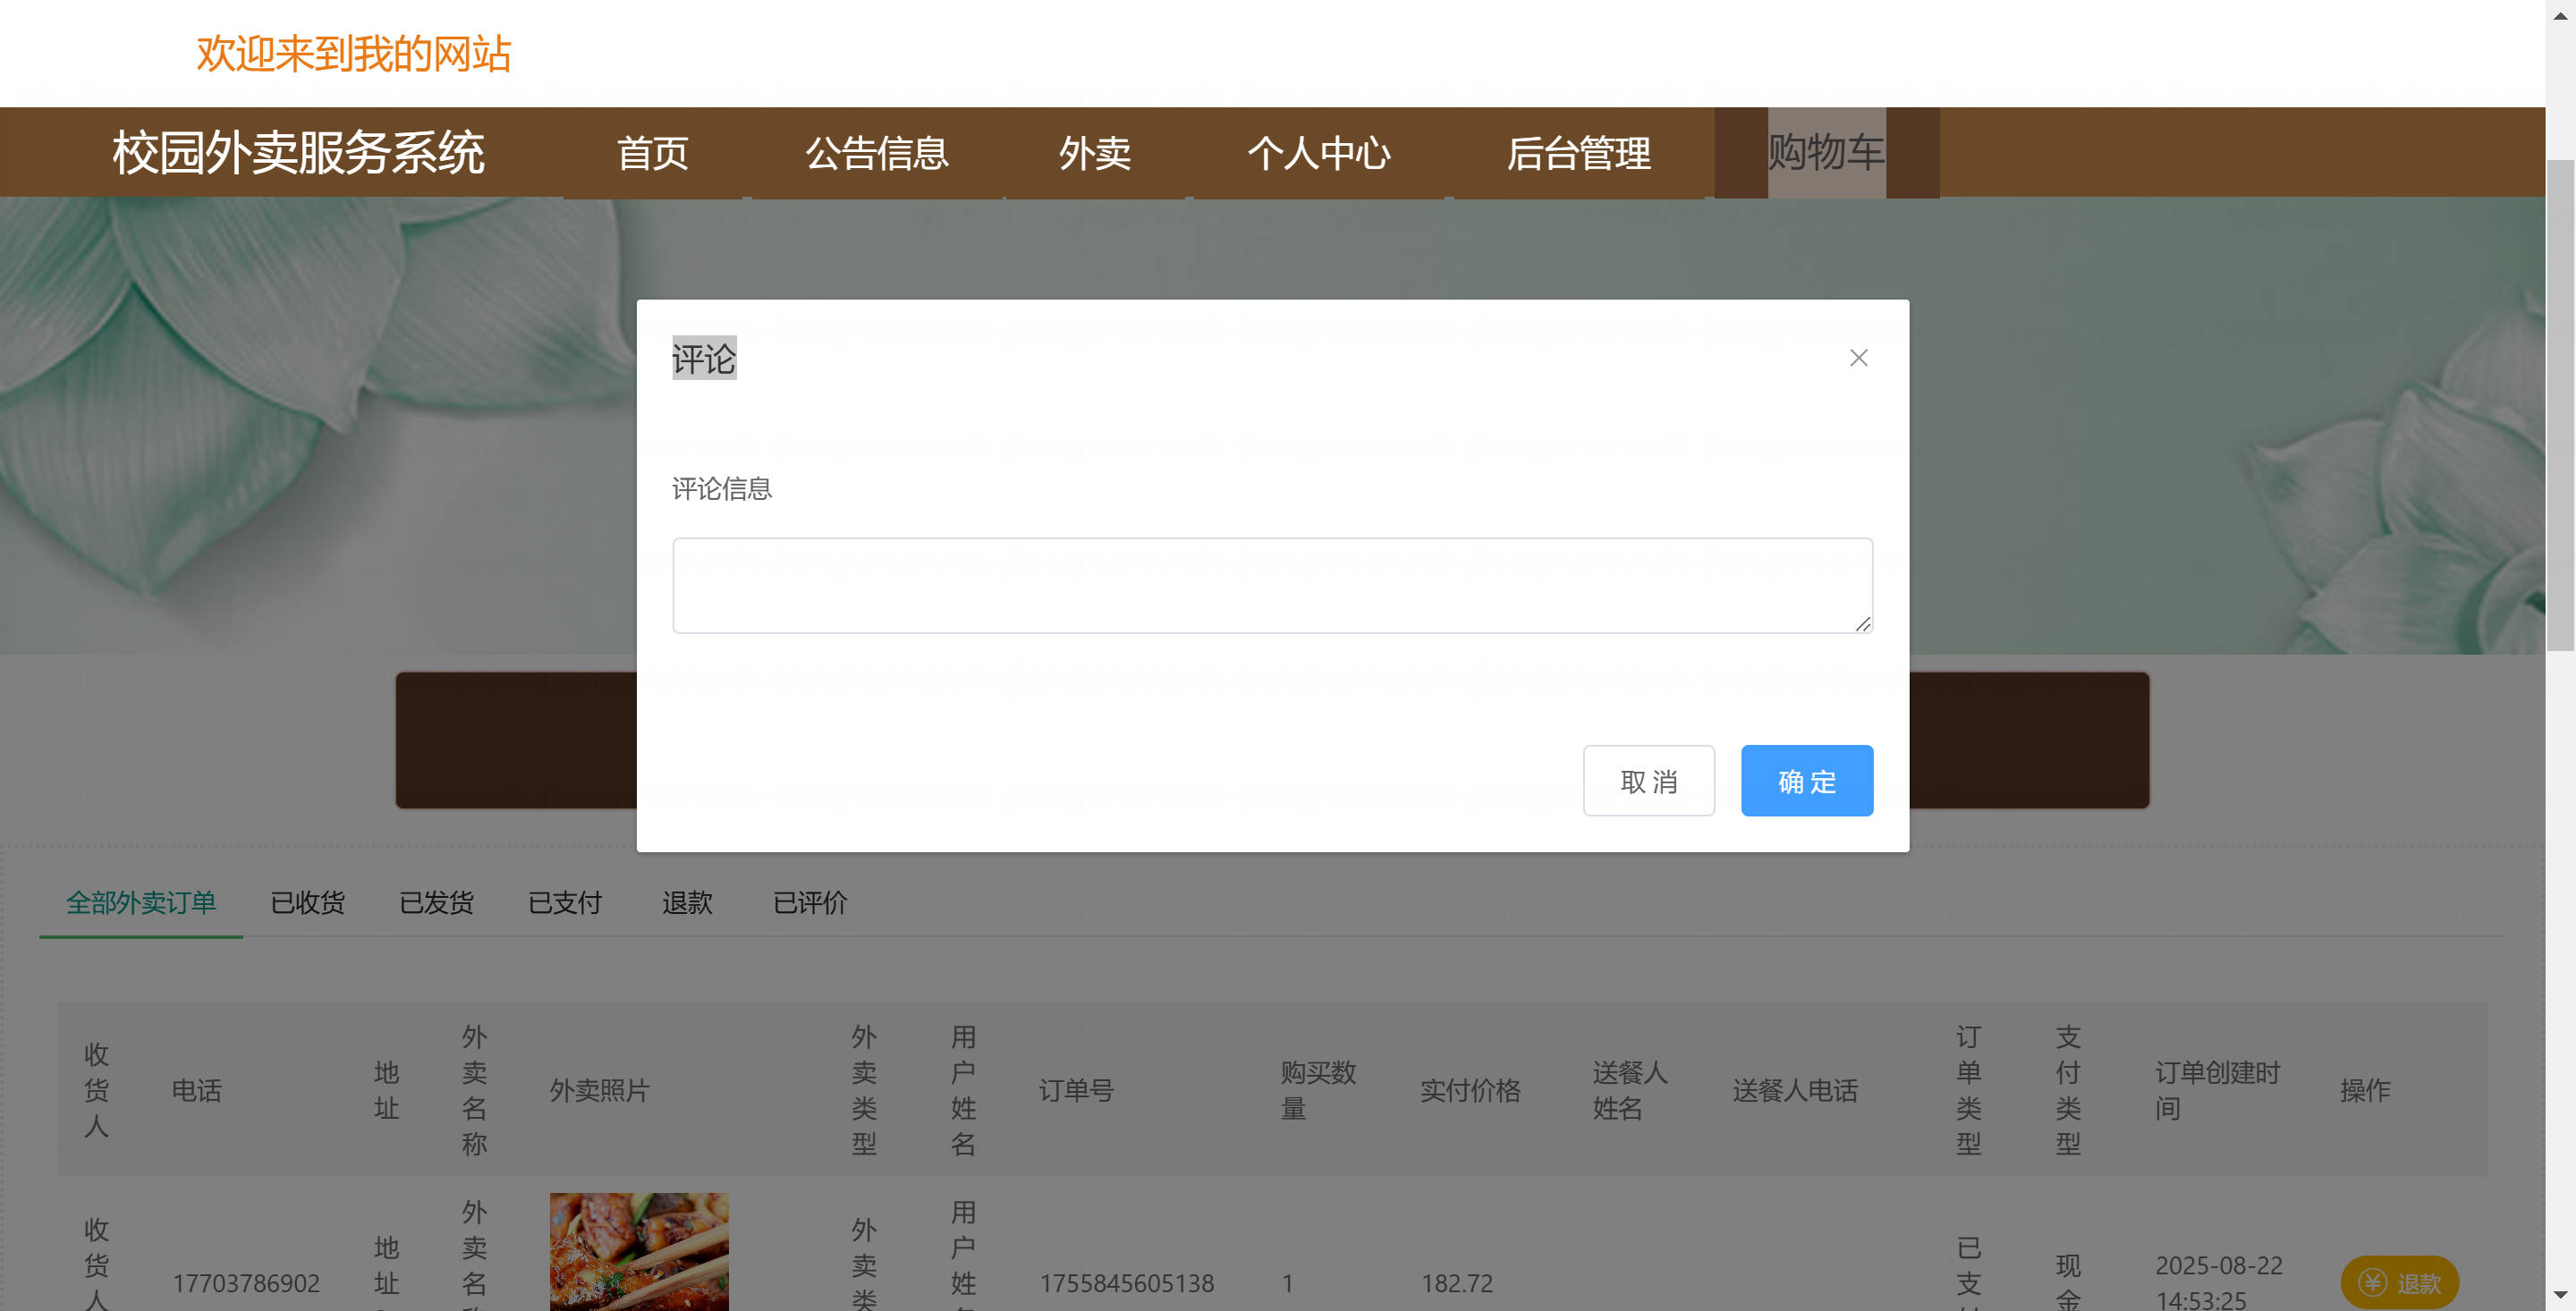 欢迎来到我的网站
校园外卖服务系统 首页 公告信息 外卖 个人中心 后台管理 购物车
评论
评论信息
取 消 确 定
全部外卖订单 已收货 已发货 已支付 退款 已评价
收货人 电话 地址 外卖名称 外卖照片 外卖类型 用户姓名 订单号 购买数量 实付价格 送餐人姓名 送餐人电话 订单类型 支付类型 订单创建时间 操作
收货人 17703786902 地址 外卖名 外卖类 用户姓 1755845605138 1 182.72 已支 现金 2025-08-22 14:53:25 退款